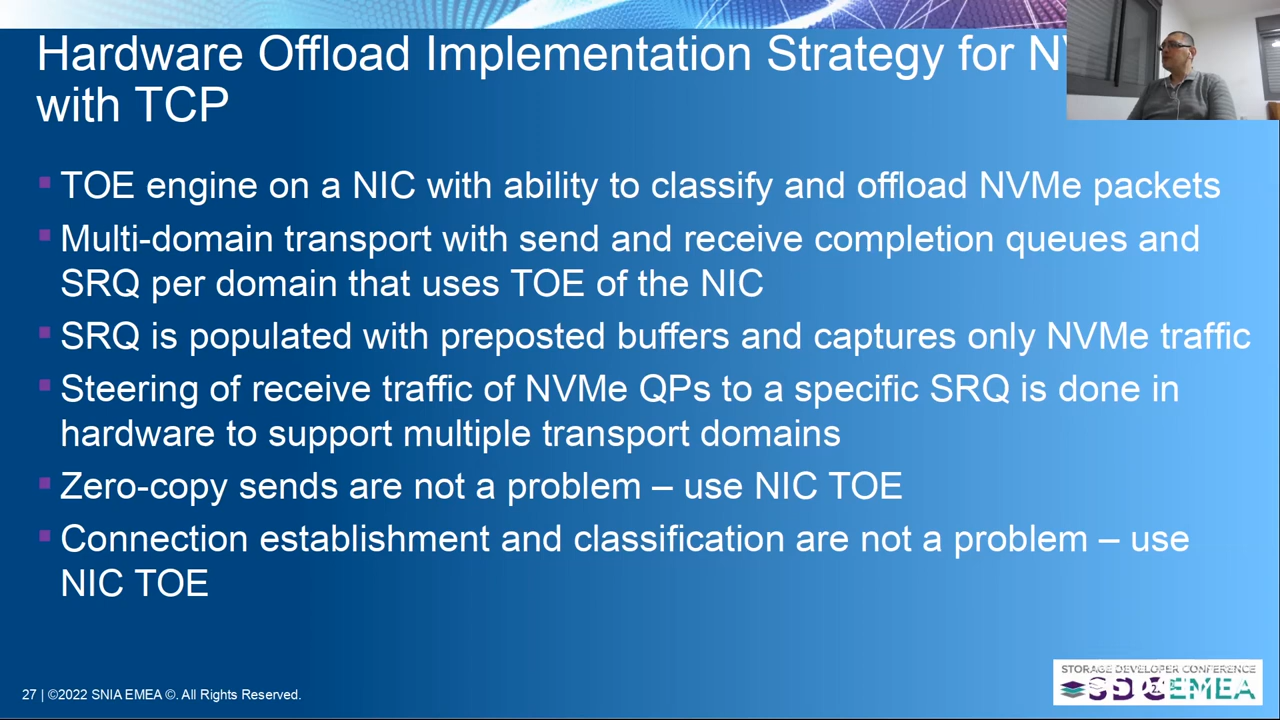 Hardware Offload Implementation Strategy for
with TCP
▪ TOE engine on a NIC with ability to classify and offload NVMe packets
▪ Multi-domain transport with send and receive completion queues and
SRQ per domain that uses TOE of the NIC
▪ SRQ is populated with preposted buffers and captures only NVMe traffic
▪ Steering of receive traffic of NVMe QPs to a specific SRQ is done in
hardware to support multiple transport domains
▪ Zero-copy sends are not a problem – use NIC TOE
▪ Connection establishment and classification are not a problem – use
NIC TOE
27 | ©2022 SNIA EMEA ©. All Rights Reserved.
STORAGE DEVELOPER CONFERENCE
EMEA